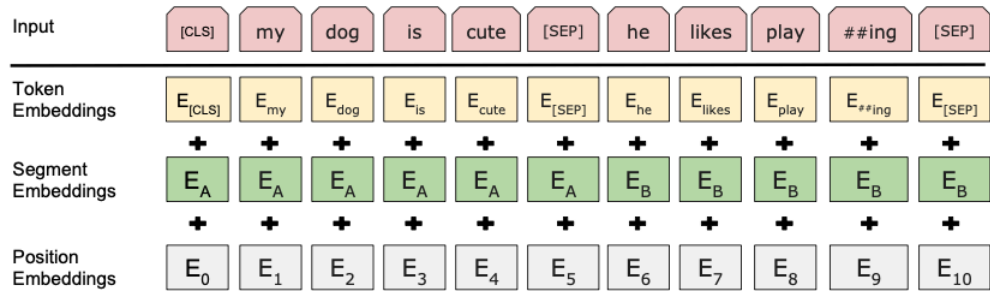 Input [CLS] my dog is cute [SEP] he likes play ##ing [SEP]
Token
Embeddings E[CLS] Emy Edog Eis Ecute E[SEP] Ehe Elikes Eplay E##ing E[SEP]
+ + + + + + + + + + +
Segment
Embeddings EA EA EA EA EA EA EB EB EB EB EB
+ + + + + + + + + + +
Position
Embeddings E0 E1 E2 E3 E4 E5 E6 E7 E8 E9 E10